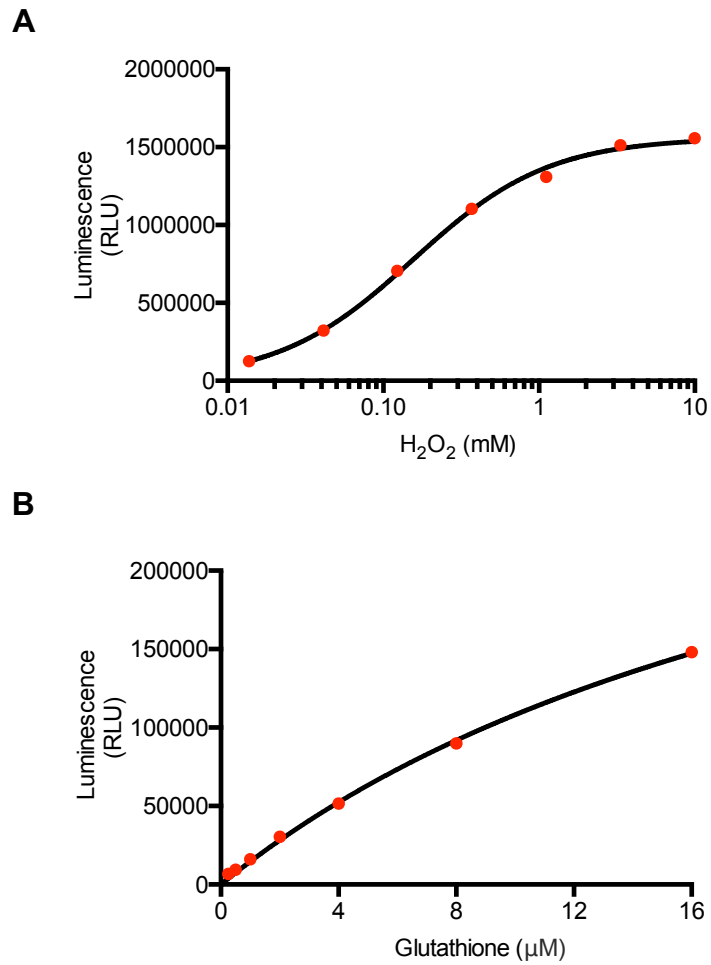 A
2000000
1500000
1000000
500000
0
Luminescence
(RLU)
0.01
0.10
1
10
H₂O₂ (mM)
B
200000
150000
100000
50000
0
Luminescence
(RLU)
0
4
8
12
16
Glutathione (μM)